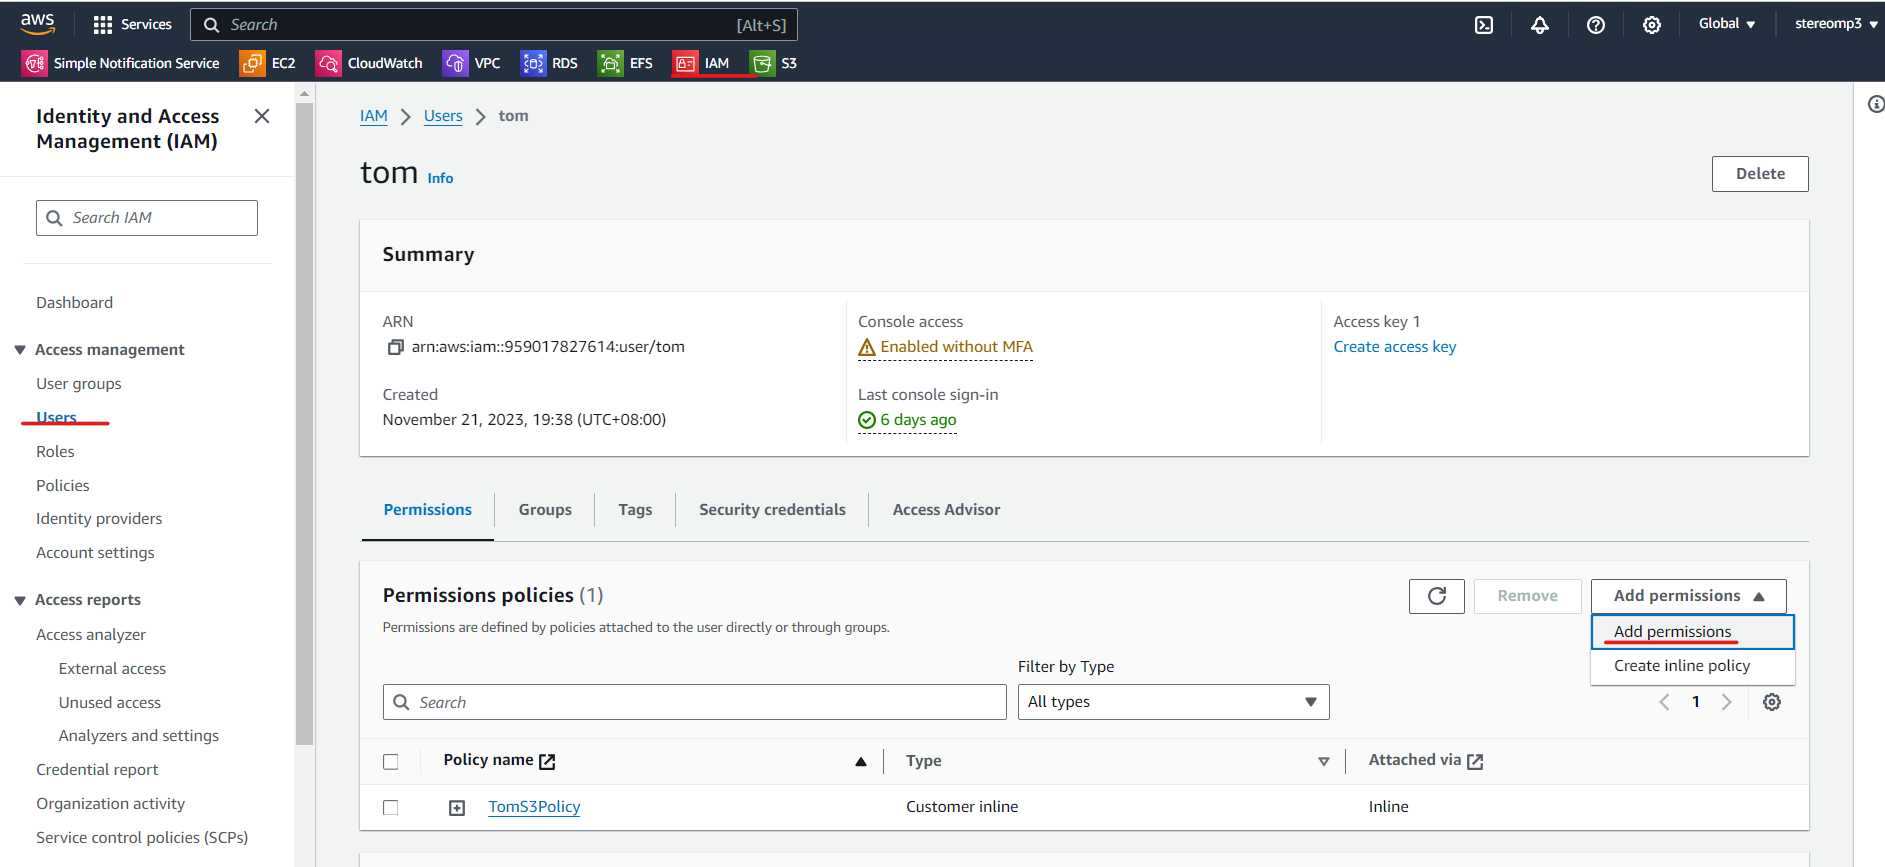 aws
Services
Search
[Alt+S]
Global
stereomp3
Simple Notification Service
EC2
CloudWatch
VPC
RDS
EFS
IAM
S3
Identity and Access
Management (IAM)
Search IAM
Dashboard
Access management
User groups
Users
Roles
Policies
Identity providers
Account settings
Access reports
Access analyzer
External access
Unused access
Analyzers and settings
Credential report
Organization activity
Service control policies (SCPs)
IAM
Users
tom
tom
Info
Delete
Summary
ARN
arn:aws:iam::959017827614:user/tom
Created
November 21, 2023, 19:38 (UTC+08:00)
Console access
Enabled without MFA
Last console sign-in
6 days ago
Access key 1
Create access key
Permissions
Groups
Tags
Security credentials
Access Advisor
Permissions policies (1)
Permissions are defined by policies attached to the user directly or through groups.
Remove
Add permissions
Add permissions
Create inline policy
Filter by Type
Search
All types
1
Policy name
Type
Attached via
TomS3Policy
Customer inline
Inline